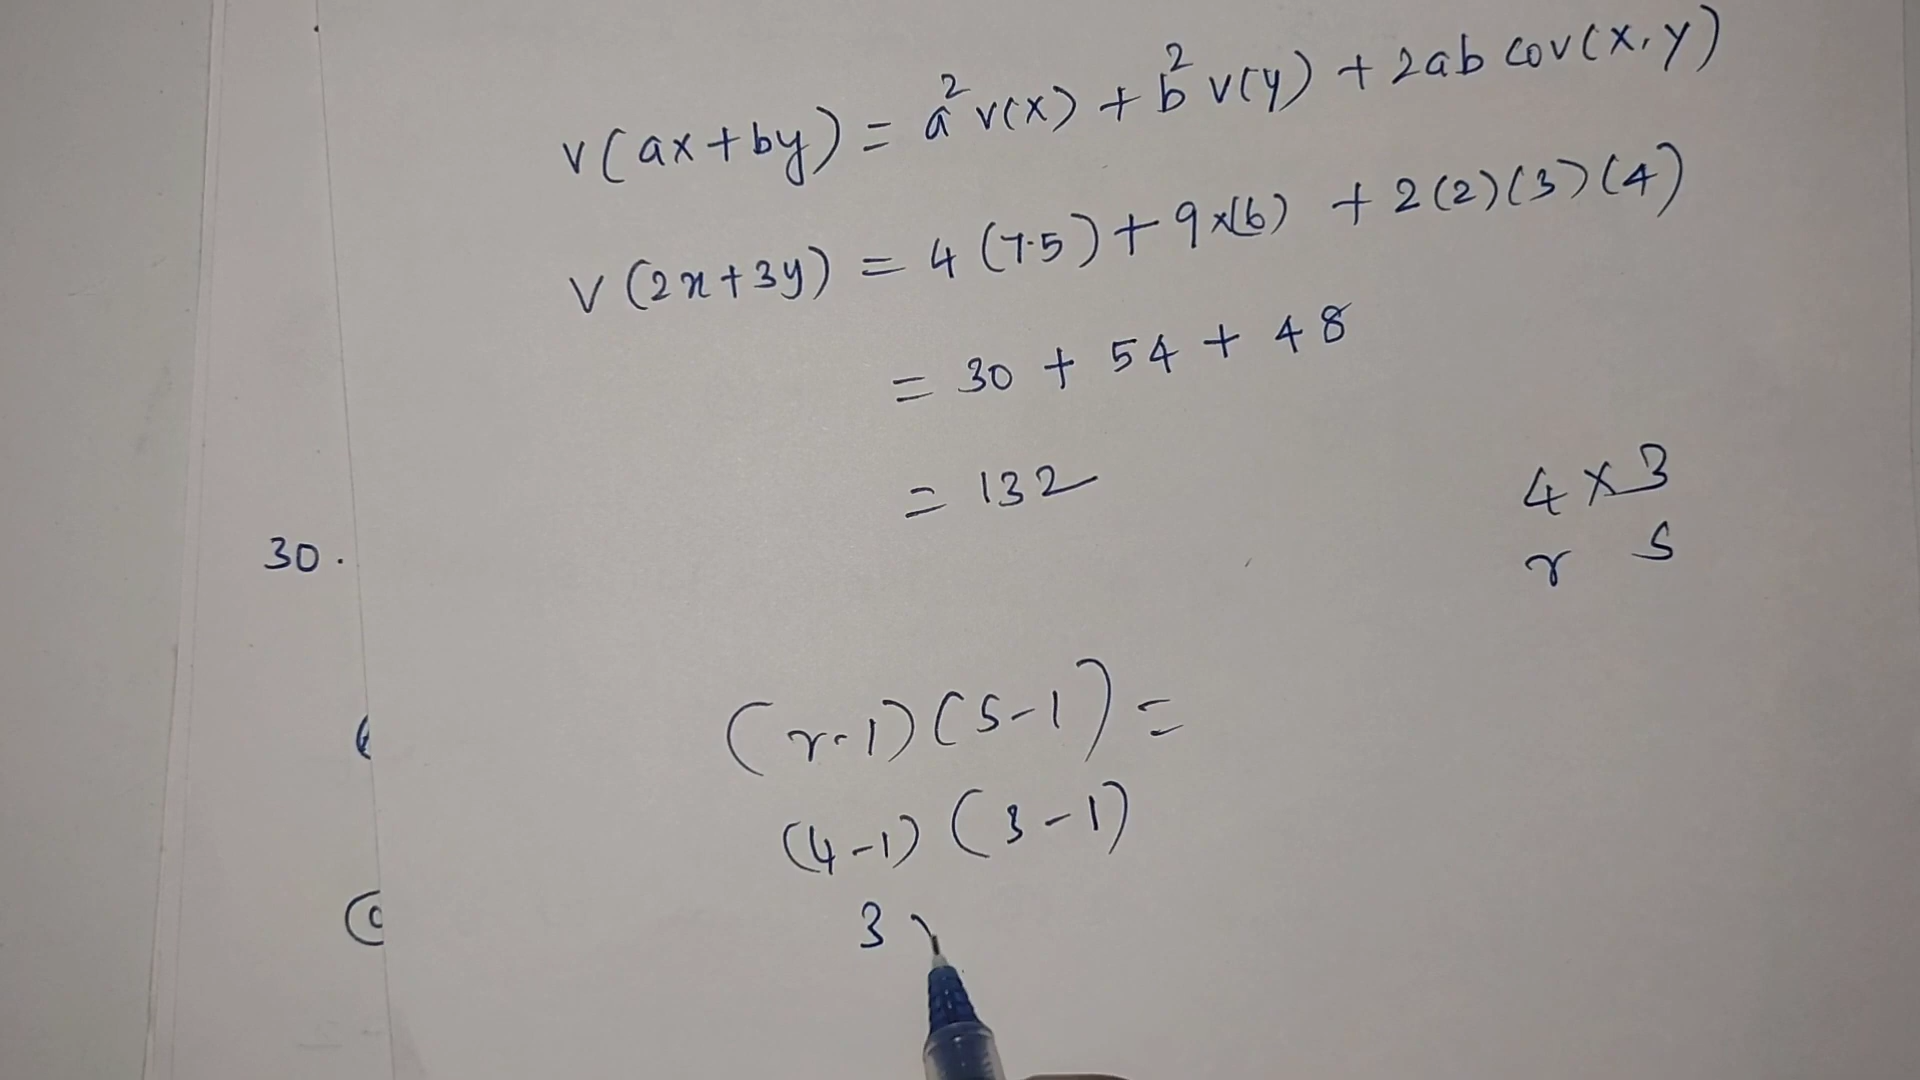 v(ax+by) = a² v(x) + b² v(y) + 2ab cov(x,y)
v(2x+3y) = 4(7.5) + 9×(6) + 2(2)(3)(4)
= 30 + 54 + 48
= 132
4 × 3
r s
30.
(r-1)(s-1) =
(4-1)(3-1)
3